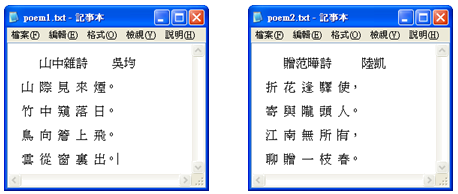 poem1.txt - 記事本
檔案(F) 編輯(E) 格式(O) 檢視(V) 說明(H)
山中雜詩 吳均
山際見來煙。
竹中窺落日。
鳥向簷上飛。
雲從窗裏出。
poem2.txt - 記事本
檔案(F) 編輯(E) 格式(O) 檢視(V) 說明(H)
贈范曄詩 陸凱
折花逢驛使，
寄與隴頭人。
江南無所有，
聊贈一枝春。